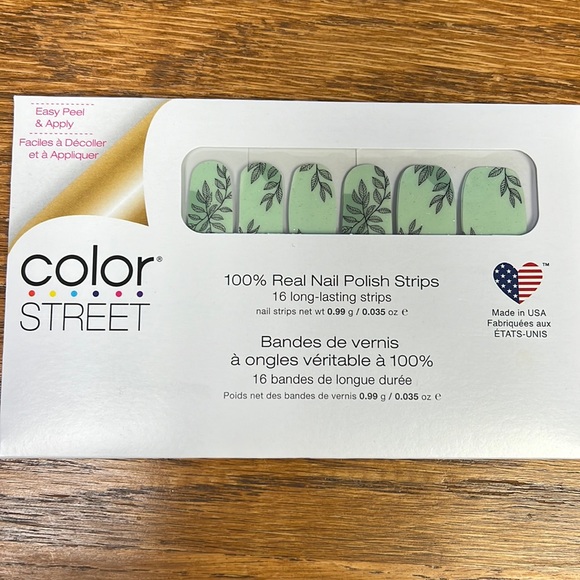 Easy Peel
& Apply
Faciles à Décoller
et à Appliquer
color®
STREET
100% Real Nail Polish Strips
16 long-lasting strips
nail strips net wt 0.99 g / 0.035 oz ℮
Bandes de vernis
à ongles véritable à 100%
16 bandes de longue durée
Poids net des bandes de vernis 0.99 g / 0.035 oz ℮
TM
Made in USA
Fabriquées aux
ÉTATS-UNIS